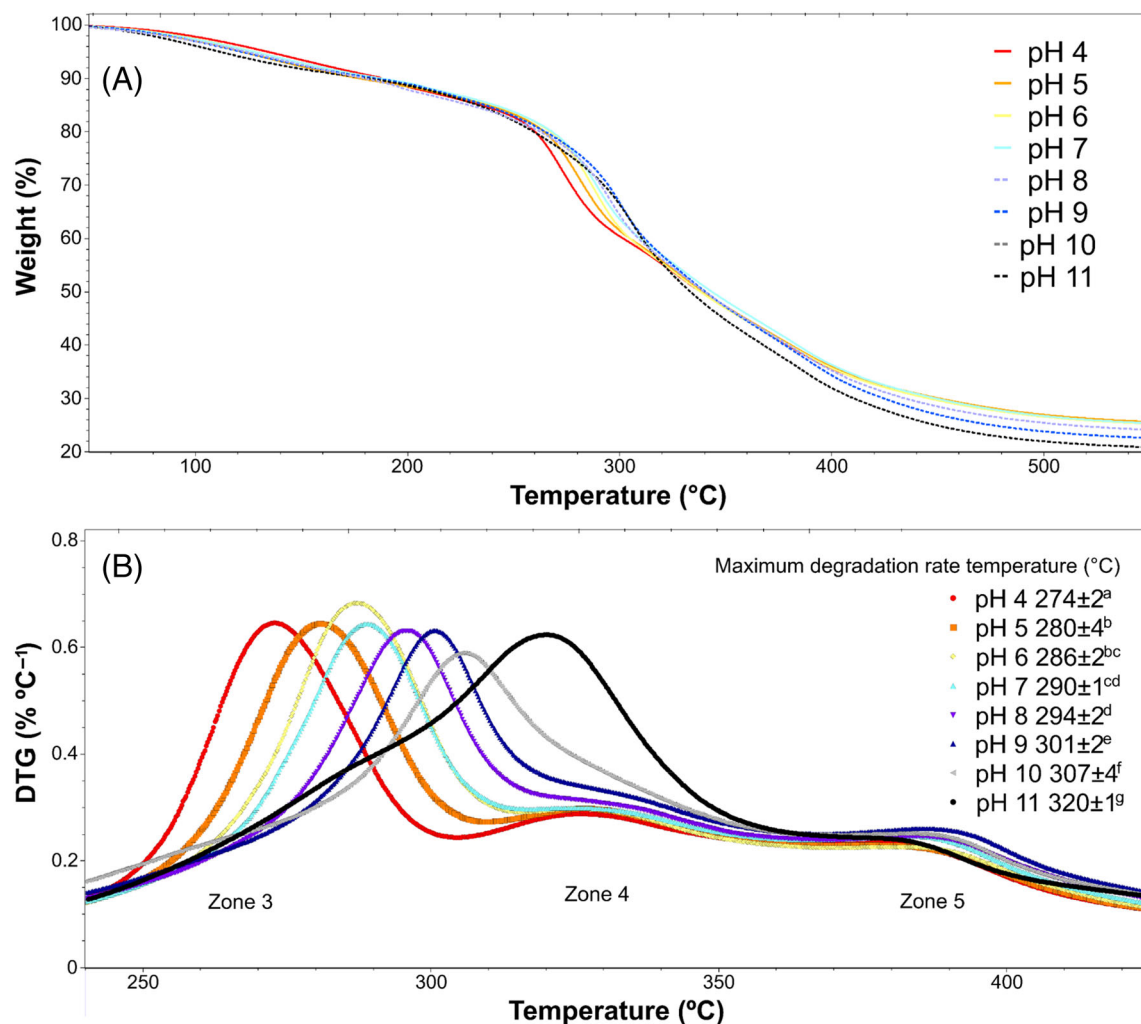 (A)
Weight (%)
100
90
80
70
60
50
40
30
20
pH 4
pH 5
pH 6
pH 7
pH 8
pH 9
pH 10
pH 11
100 200 300 400 500
Temperature (°C)
(B)
DTG (% ºC⁻¹)
0.8
0.6
0.4
0.2
0
Maximum degradation rate temperature (°C)
pH 4 274±2ᵃ
pH 5 280±4ᵇ
pH 6 286±2ᵇᶜ
pH 7 290±1ᶜᵈ
pH 8 294±2ᵈ
pH 9 301±2ᵉ
pH 10 307±4ᶠ
pH 11 320±1ᵍ
Zone 3
Zone 4
Zone 5
250 300 350 400
Temperature (ºC)